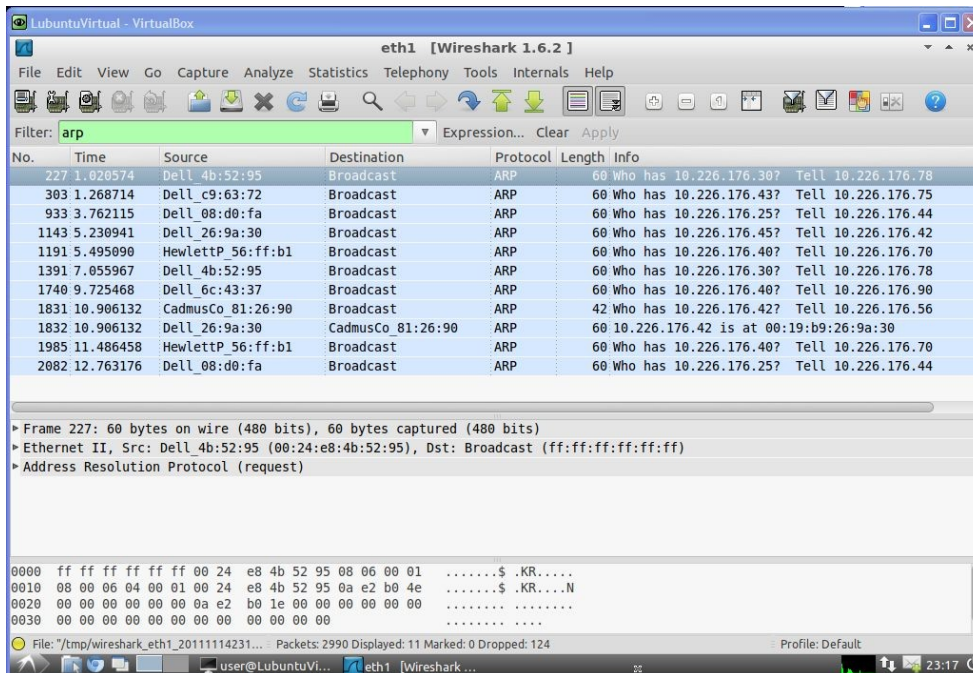 LubuntuVirtual - VirtualBox
eth1 [Wireshark 1.6.2 ]
File Edit View Go Capture Analyze Statistics Telephony Tools Internals Help
Filter: arp Expression... Clear Apply
No. Time Source Destination Protocol Length Info
227 1.020574 Dell_4b:52:95 Broadcast ARP 60 Who has 10.226.176.30? Tell 10.226.176.78
303 1.268714 Dell_c9:63:72 Broadcast ARP 60 Who has 10.226.176.43? Tell 10.226.176.75
933 3.762115 Dell_08:d0:fa Broadcast ARP 60 Who has 10.226.176.25? Tell 10.226.176.44
1143 5.230941 Dell_26:9a:30 Broadcast ARP 60 Who has 10.226.176.45? Tell 10.226.176.42
1191 5.495090 HewlettP_56:ff:b1 Broadcast ARP 60 Who has 10.226.176.40? Tell 10.226.176.70
1391 7.055967 Dell_4b:52:95 Broadcast ARP 60 Who has 10.226.176.30? Tell 10.226.176.78
1740 9.725468 Dell_6c:43:37 Broadcast ARP 60 Who has 10.226.176.40? Tell 10.226.176.90
1831 10.906132 CadmusCo_81:26:90 Broadcast ARP 42 Who has 10.226.176.42? Tell 10.226.176.56
1832 10.906132 Dell_26:9a:30 CadmusCo_81:26:90 ARP 60 10.226.176.42 is at 00:19:b9:26:9a:30
1985 11.486458 HewlettP_56:ff:b1 Broadcast ARP 60 Who has 10.226.176.40? Tell 10.226.176.70
2082 12.763176 Dell_08:d0:fa Broadcast ARP 60 Who has 10.226.176.25? Tell 10.226.176.44
Frame 227: 60 bytes on wire (480 bits), 60 bytes captured (480 bits)
Ethernet II, Src: Dell_4b:52:95 (00:24:e8:4b:52:95), Dst: Broadcast (ff:ff:ff:ff:ff:ff)
Address Resolution Protocol (request)
0000 ff ff ff ff ff ff 00 24 e8 4b 52 95 08 06 00 01 .......$ .KR.....
0010 08 00 06 04 00 01 00 24 e8 4b 52 95 0a e2 b0 4e .......$ .KR....N
0020 00 00 00 00 00 00 0a e2 b0 1e 00 00 00 00 00 00 ........ ........
0030 00 00 00 00 00 00 00 00 00 00 00 00 ........ ....
File: "/tmp/wireshark_eth1_20111114231... Packets: 2990 Displayed: 11 Marked: 0 Dropped: 124 Profile: Default
user@LubuntuVi... eth1 [Wireshark ... 23:17